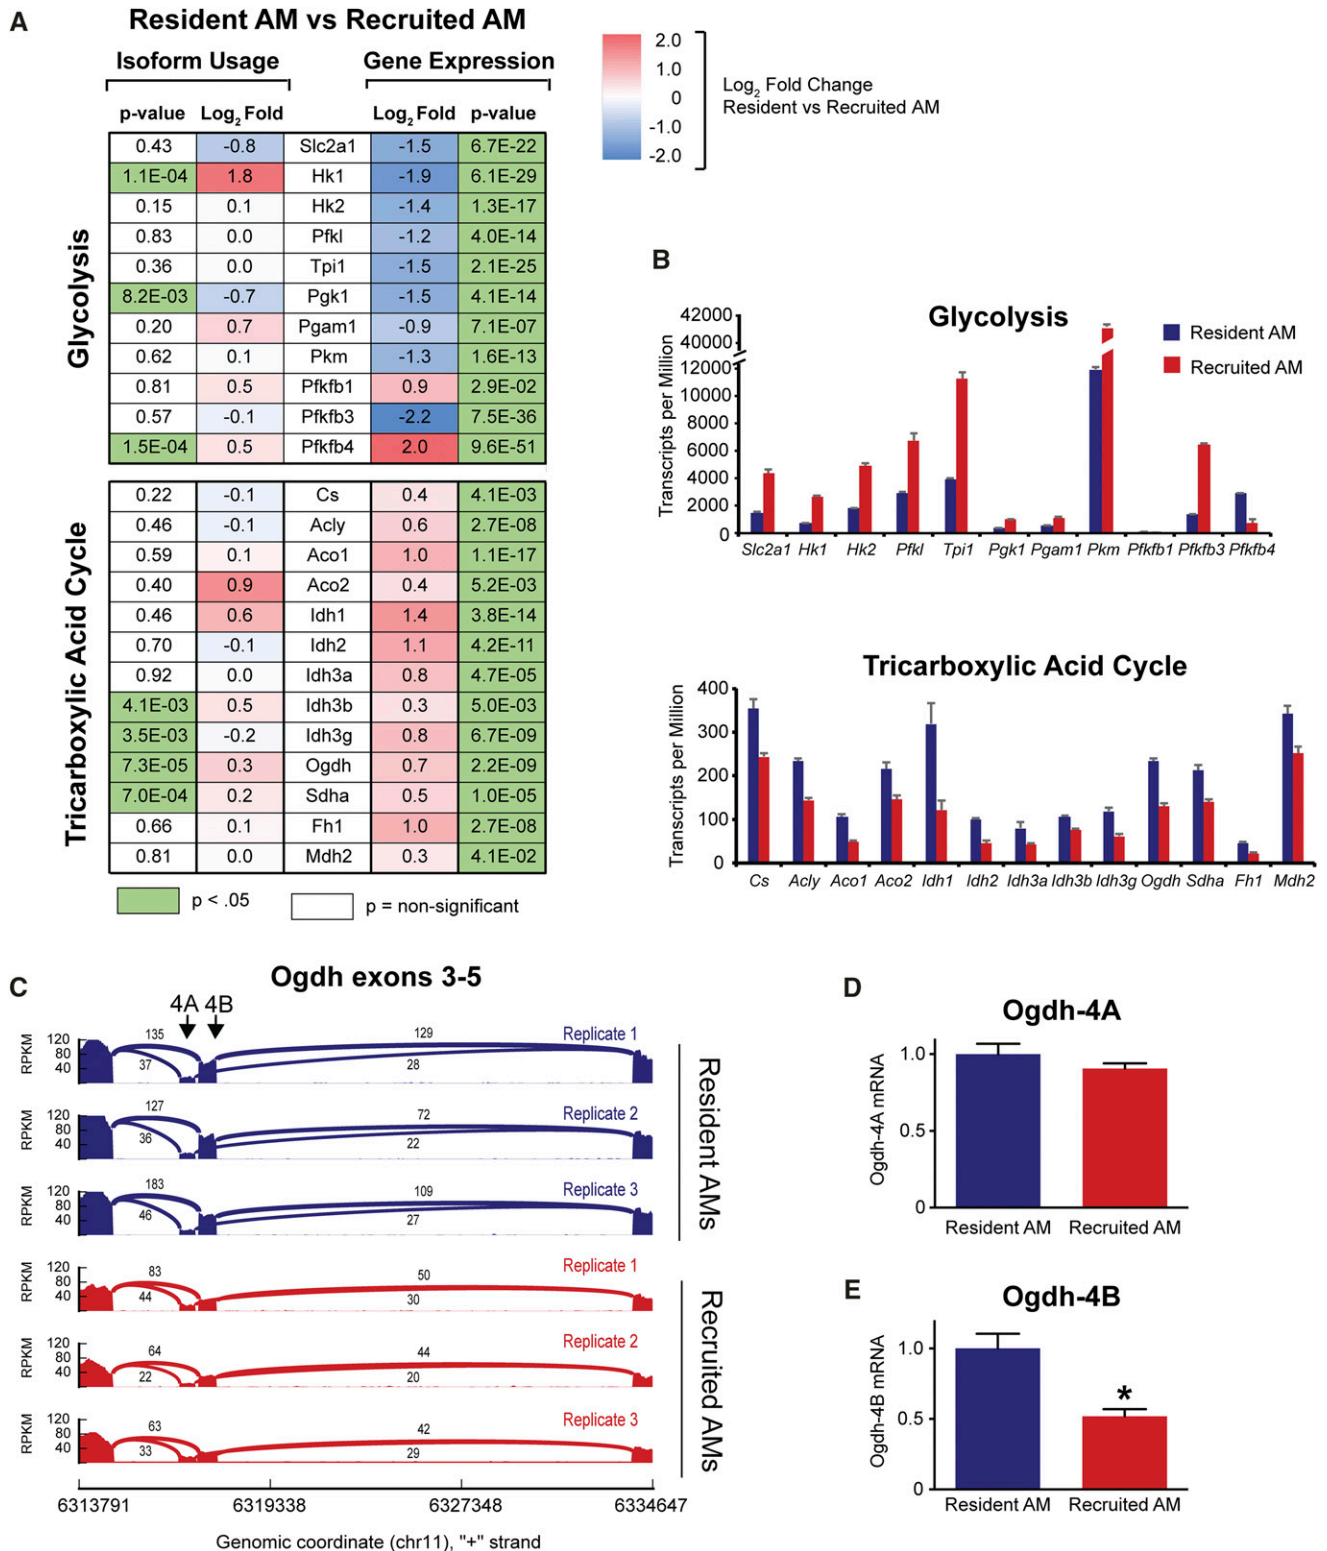 A
Resident AM vs Recruited AM
Isoform Usage Gene Expression
p-value Log2 Fold Log2 Fold p-value
Glycolysis
0.43 -0.8 Slc2a1 -1.5 6.7E-22
1.1E-04 1.8 Hk1 -1.9 6.1E-29
0.15 0.1 Hk2 -1.4 1.3E-17
0.83 0.0 Pfkl -1.2 4.0E-14
0.36 0.0 Tpi1 -1.5 2.1E-25
8.2E-03 -0.7 Pgk1 -1.5 4.1E-14
0.20 0.7 Pgam1 -0.9 7.1E-07
0.62 0.1 Pkm -1.3 1.6E-13
0.81 0.5 Pfkfb1 0.9 2.9E-02
0.57 -0.1 Pfkfb3 -2.2 7.5E-36
1.5E-04 0.5 Pfkfb4 2.0 9.6E-51
Tricarboxylic Acid Cycle
0.22 -0.1 Cs 0.4 4.1E-03
0.46 -0.1 Acly 0.6 2.7E-08
0.59 0.1 Aco1 1.0 1.1E-17
0.40 0.9 Aco2 0.4 5.2E-03
0.46 0.6 Idh1 1.4 3.8E-14
0.70 -0.1 Idh2 1.1 4.2E-11
0.92 0.0 Idh3a 0.8 4.7E-05
4.1E-03 0.5 Idh3b 0.3 5.0E-03
3.5E-03 -0.2 Idh3g 0.8 6.7E-09
7.3E-05 0.3 Ogdh 0.7 2.2E-09
7.0E-04 0.2 Sdha 0.5 1.0E-05
0.66 0.1 Fh1 1.0 2.7E-08
0.81 0.0 Mdh2 0.3 4.1E-02
p < .05 p = non-significant
2.0
1.0
0
-1.0
-2.0
Log2 Fold Change
Resident vs Recruited AM
B
Glycolysis
Resident AM
Recruited AM
Transcripts per Million
42000
40000
12000
10000
8000
6000
4000
2000
0
Slc2a1 Hk1 Hk2 Pfkl Tpi1 Pgk1 Pgam1 Pkm Pfkfb1 Pfkfb3 Pfkfb4
Tricarboxylic Acid Cycle
Transcripts per Million
400
300
200
100
0
Cs Acly Aco1 Aco2 Idh1 Idh2 Idh3a Idh3b Idh3g Ogdh Sdha Fh1 Mdh2
C
Ogdh exons 3-5
4A 4B
RPKM 120 80 40 135 37 129 28 Replicate 1
RPKM 120 80 40 127 36 72 22 Replicate 2
RPKM 120 80 40 183 46 109 27 Replicate 3
Resident AMs
RPKM 120 80 40 83 44 50 30 Replicate 1
RPKM 120 80 40 64 22 44 20 Replicate 2
RPKM 120 80 40 63 33 42 29 Replicate 3
Recruited AMs
6313791 6319338 6327348 6334647
Genomic coordinate (chr11), "+" strand
D
Ogdh-4A
Ogdh-4A mRNA
1.0
0.5
0
Resident AM Recruited AM
E
Ogdh-4B
Ogdh-4B mRNA
1.0
0.5
0
*
Resident AM Recruited AM